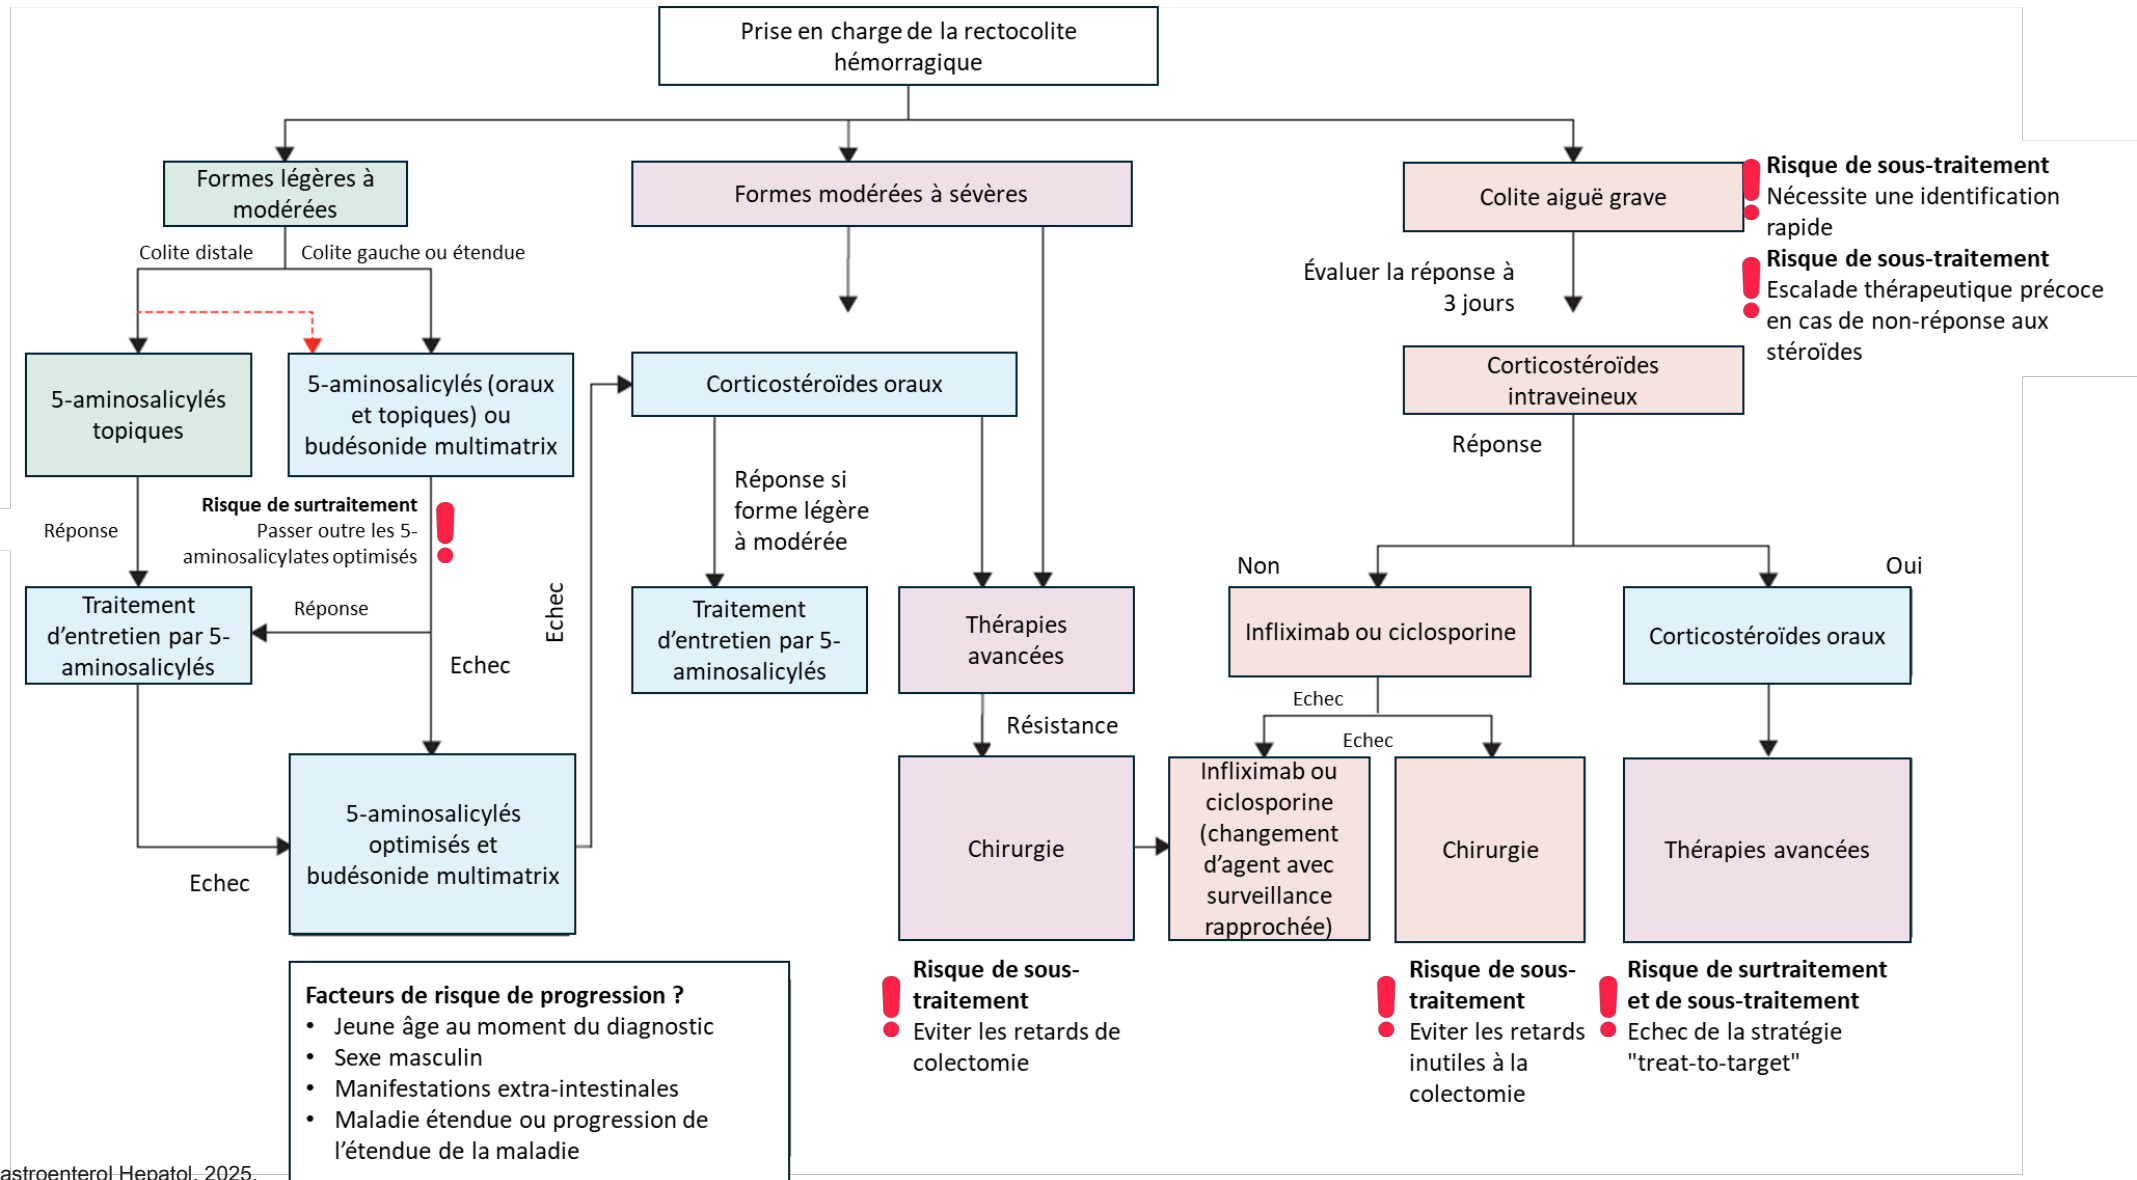 Prise en charge de la rectocolite
hémorragique
Formes légères à
modérées
Formes modérées à sévères
Colite aiguë grave
Risque de sous-traitement
Nécessite une identification
rapide
Risque de sous-traitement
Escalade thérapeutique précoce
en cas de non-réponse aux
stéroïdes
Colite distale
Colite gauche ou étendue
Évaluer la réponse à
3 jours
5-aminosalicylés
topiques
5-aminosalicylés (oraux
et topiques) ou
budésonide multimatrix
Corticostéroïdes oraux
Corticostéroïdes
intraveineux
Réponse
Réponse
Risque de surtraitement
Passer outre les 5-
aminosalicylates optimisés
Réponse si
forme légère
à modérée
Echec
Non
Oui
Traitement
d’entretien par 5-
aminosalicylés
Réponse
Echec
Traitement
d’entretien par 5-
aminosalicylés
Thérapies
avancées
Infliximab ou ciclosporine
Corticostéroïdes oraux
Résistance
Echec
Echec
5-aminosalicylés
optimisés et
budésonide multimatrix
Echec
Chirurgie
Infliximab ou
ciclosporine
(changement
d’agent avec
surveillance
rapprochée)
Chirurgie
Thérapies avancées
Facteurs de risque de progression ?
• Jeune âge au moment du diagnostic
• Sexe masculin
• Manifestations extra-intestinales
• Maladie étendue ou progression de
l’étendue de la maladie
Risque de sous-
traitement
Eviter les retards de
colectomie
Risque de sous-
traitement
Eviter les retards
inutiles à la
colectomie
Risque de surtraitement
et de sous-traitement
Echec de la stratégie
"treat-to-target"
astroenterol Hepatol. 2025.